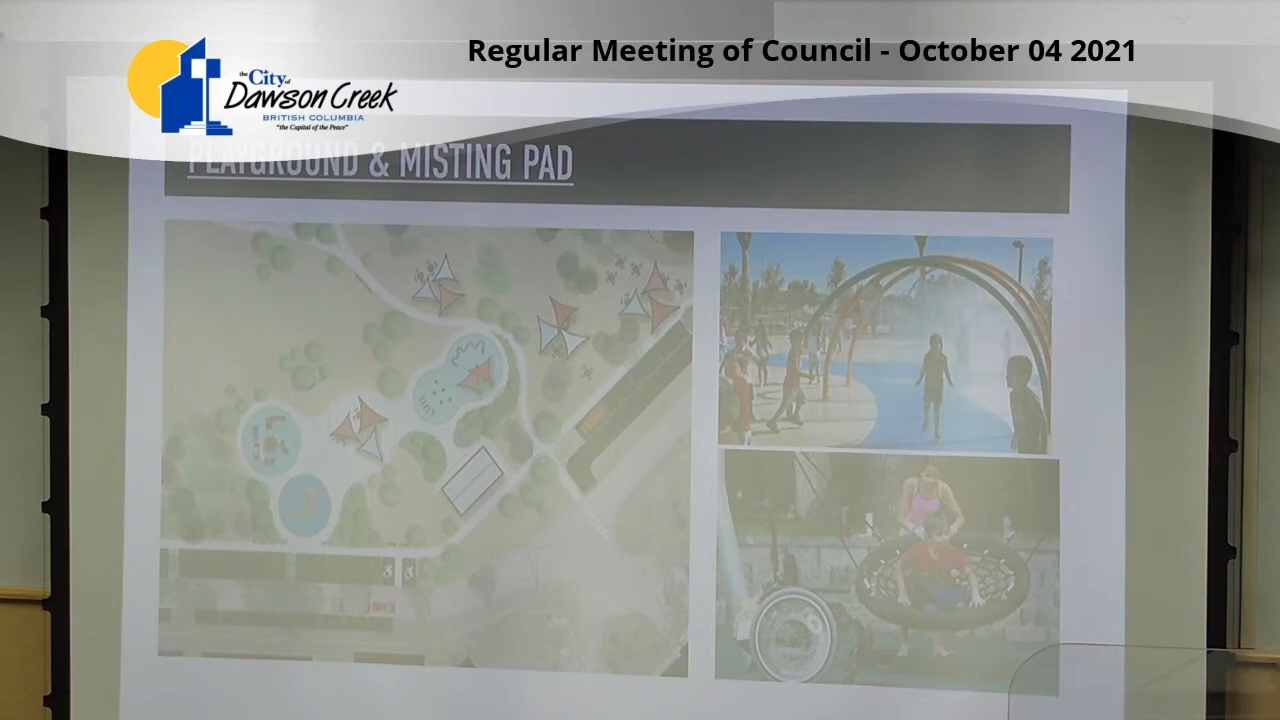 Regular Meeting of Council - October 04 2021
the City of
Dawson Creek
BRITISH COLUMBIA
"the Capital of the Peace"
PLAYGROUND & MISTING PAD